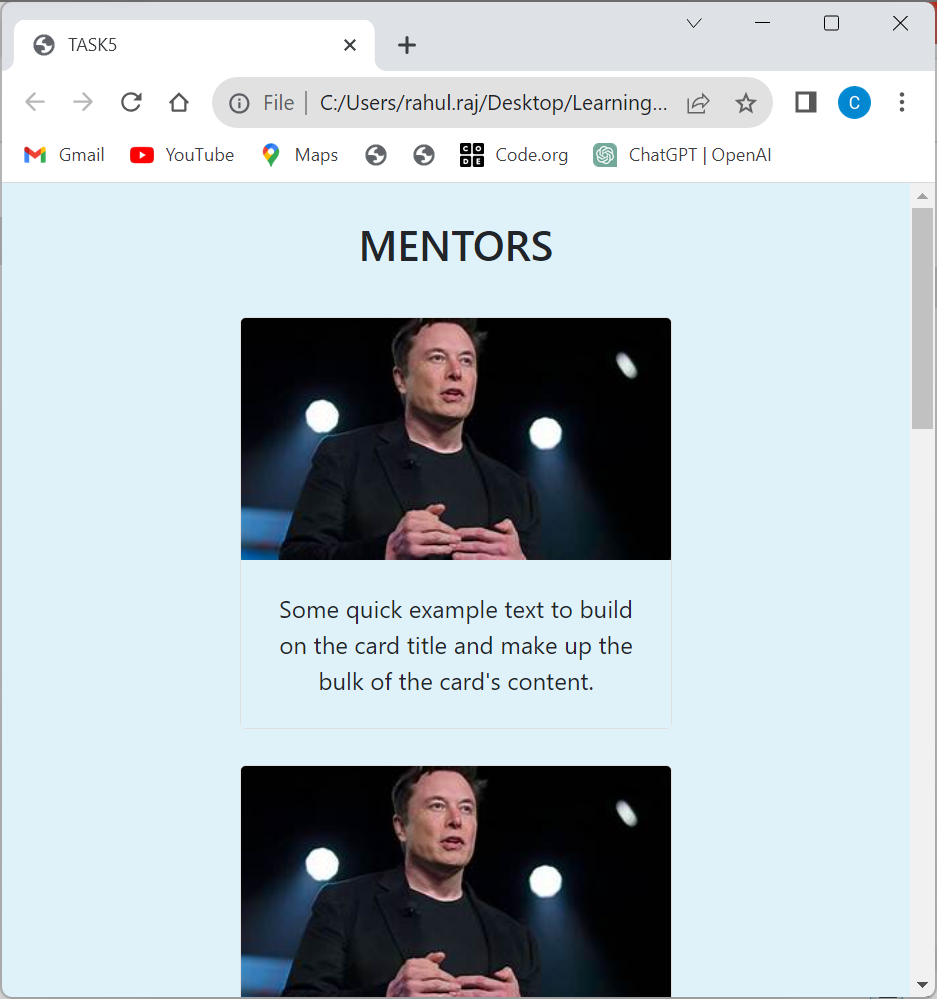 TASK5
File
C:/Users/rahul.raj/Desktop/Learning...
C
Gmail
YouTube
Maps
CODE
Code.org
ChatGPT | OpenAI
MENTORS
Some quick example text to build
on the card title and make up the
bulk of the card's content.